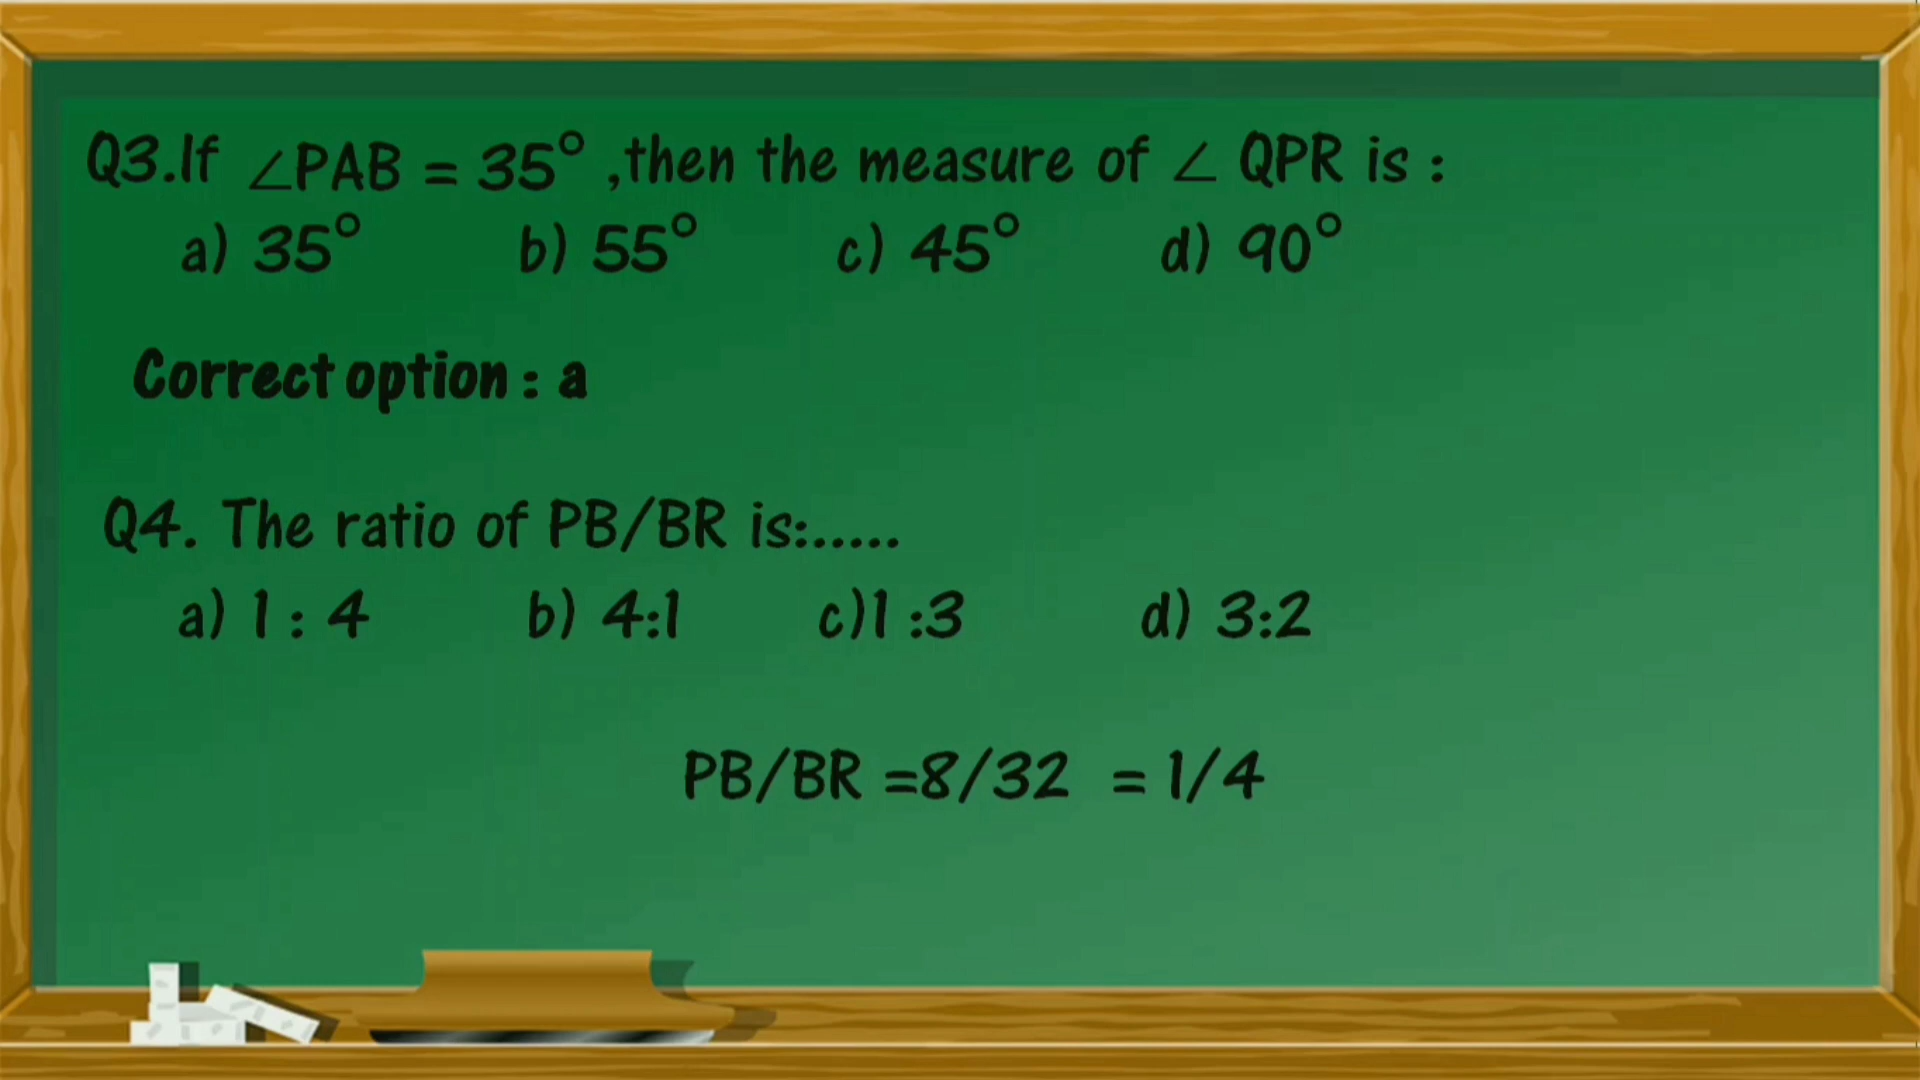 Q3.If ∠PAB = 35° ,then the measure of ∠ QPR is :
a) 35° b) 55° c) 45° d) 90°
Correct option : a
Q4. The ratio of PB/BR is:.....
a) 1 : 4 b) 4:1 c)1 :3 d) 3:2
PB/BR =8/32 = 1/4